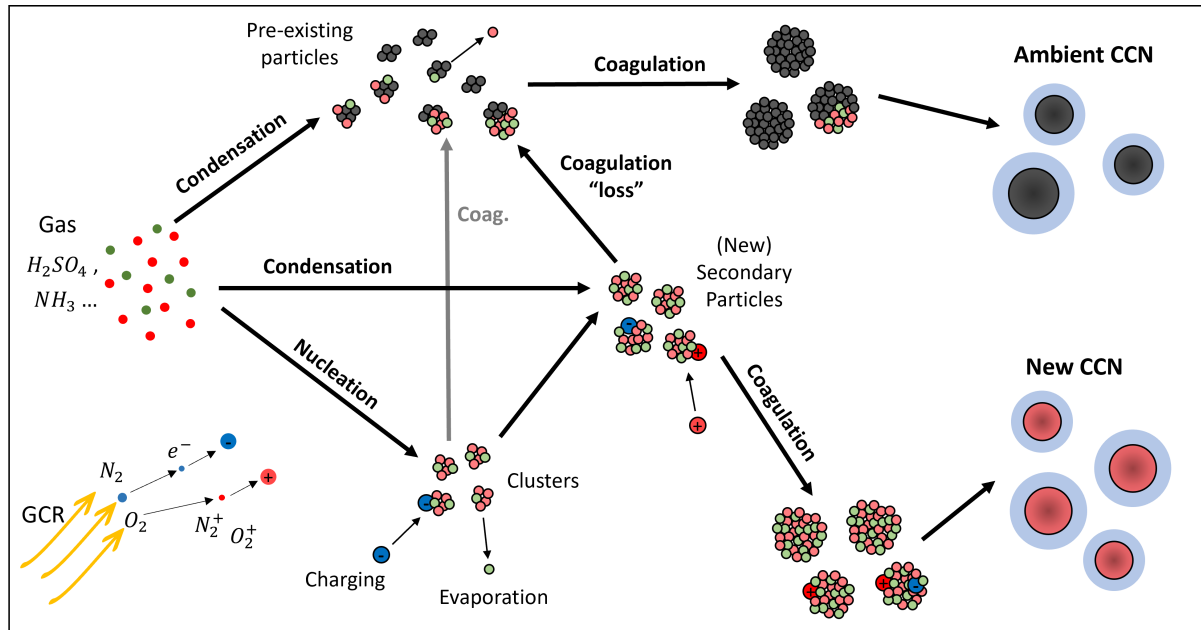 Pre-existing
particles
Coagulation
Ambient CCN
Condensation
Coagulation
“loss”
Coag.
Gas
H₂SO₄ ,
NH₃ ...
Condensation
(New)
Secondary
Particles
Nucleation
-
+
+
Coagulation
New CCN
GCR
N₂
e⁻
-
O₂
N₂⁺
O₂⁺
+
-
Clusters
-
Charging
Evaporation
+
+
-